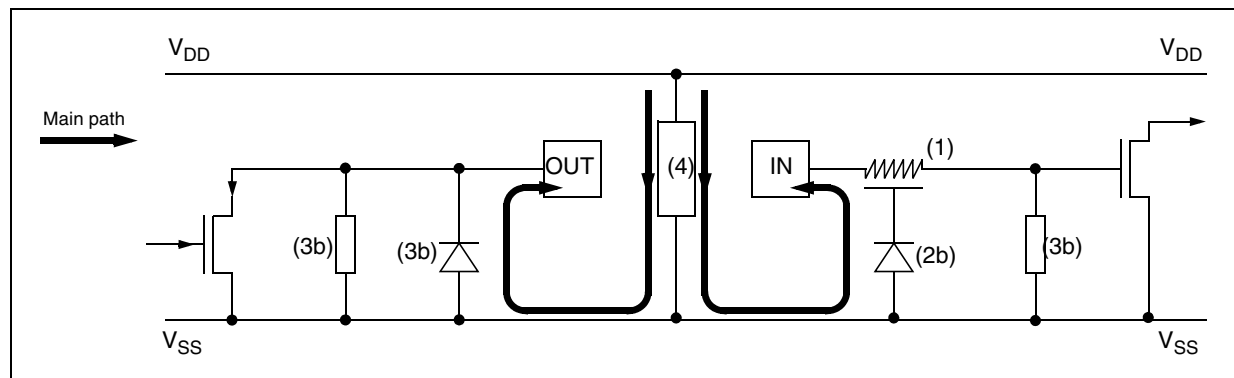 VDD
VDD
Main path
OUT
(4)
IN
(1)
(3b)
(3b)
(2b)
(3b)
VSS
VSS